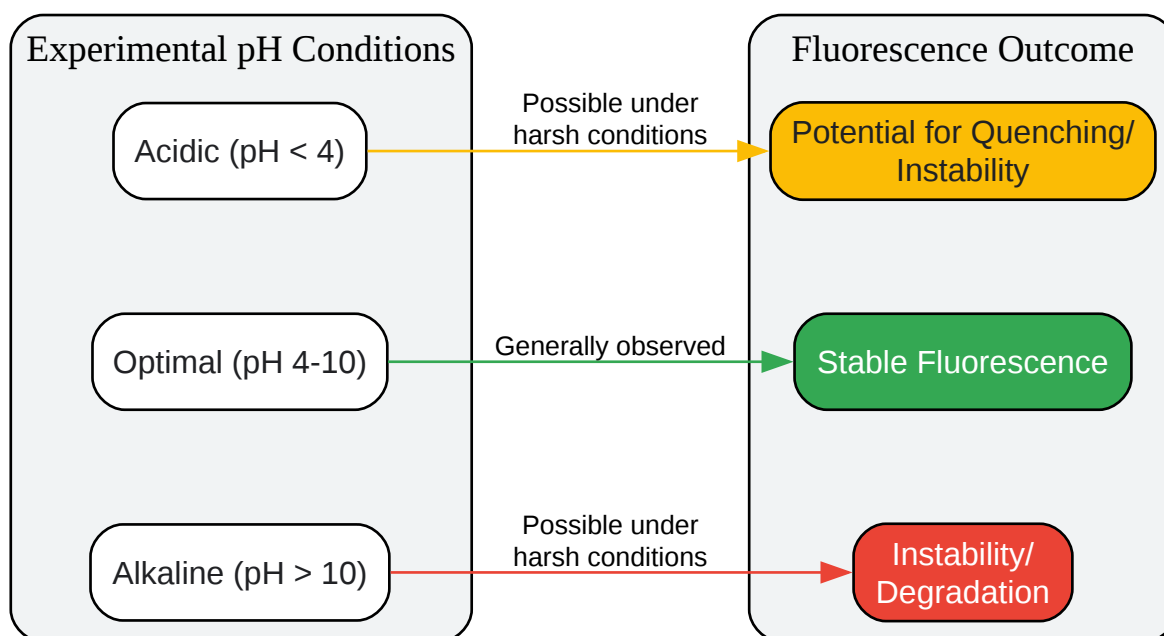 Experimental pH Conditions
Fluorescence Outcome
Acidic (pH < 4)
Possible under
harsh conditions
Potential for Quenching/
Instability
Optimal (pH 4-10)
Generally observed
Stable Fluorescence
Alkaline (pH > 10)
Possible under
harsh conditions
Instability/
Degradation